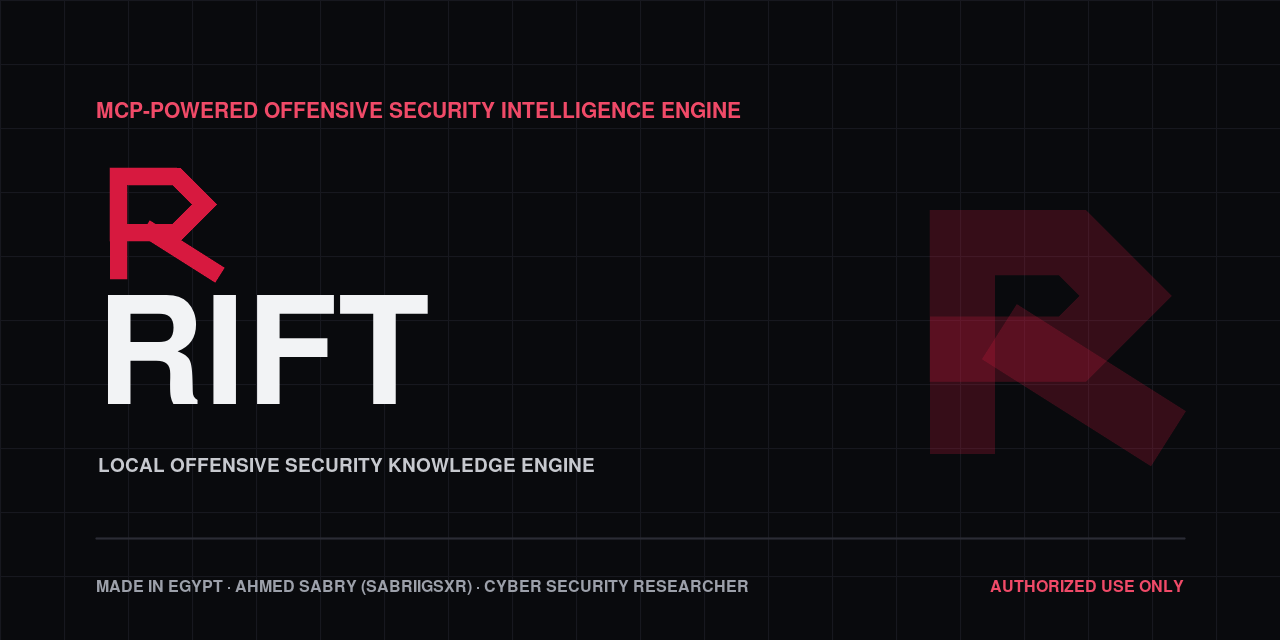 MCP-POWERED OFFENSIVE SECURITY INTELLIGENCE ENGINE
R
RIFT
LOCAL OFFENSIVE SECURITY KNOWLEDGE ENGINE
MADE IN EGYPT · AHMED SABRY (SABRIIGSXR) · CYBER SECURITY RESEARCHER
AUTHORIZED USE ONLY